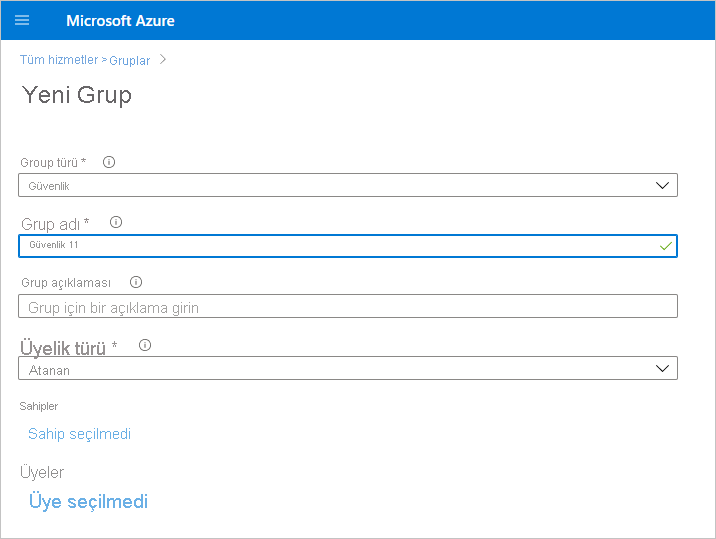 Microsoft Azure
Tüm hizmetler > Gruplar >
Yeni Grup
Group türü *
Güvenlik
Grup adı *
Güvenlik 11
Grup açıklaması
Grup için bir açıklama girin
Üyelik türü *
Atanan
Sahipler
Sahip seçilmedi
Üyeler
Üye seçilmedi